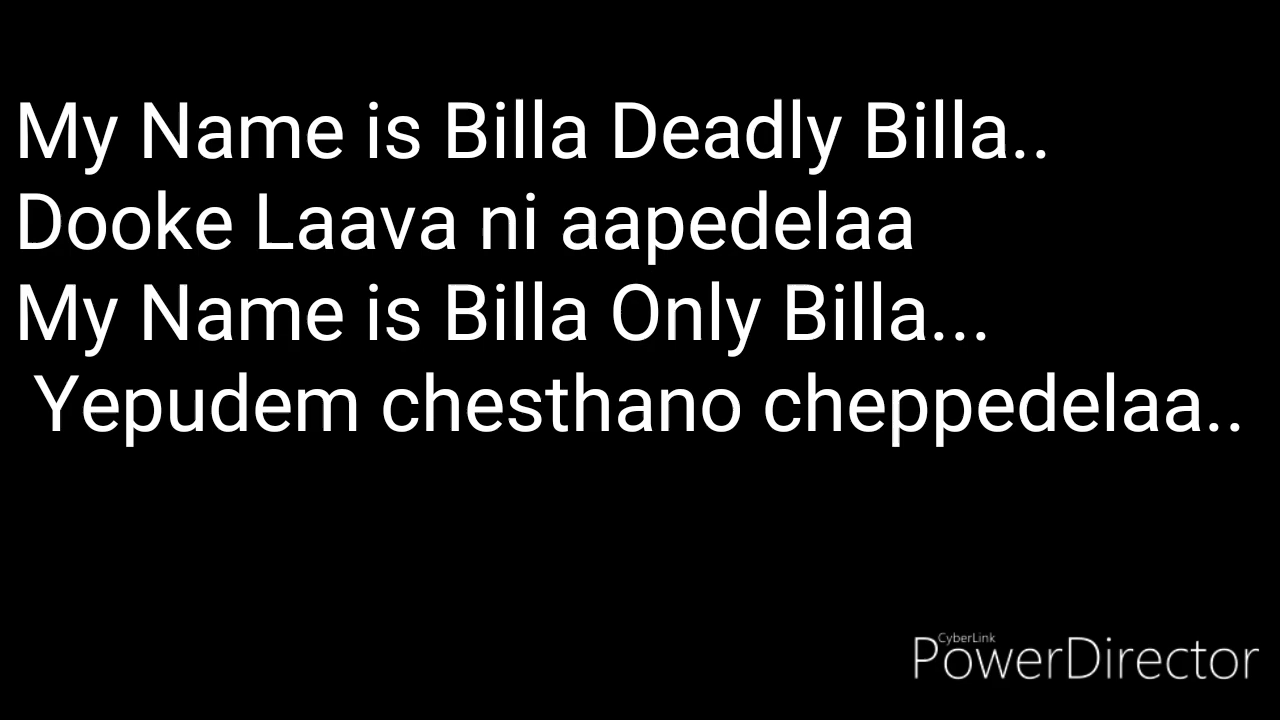 My Name is Billa Deadly Billa..
Dooke Laava ni aapedelaa
My Name is Billa Only Billa...
Yepudem chesthano cheppedelaa..
CyberLink
PowerDirector